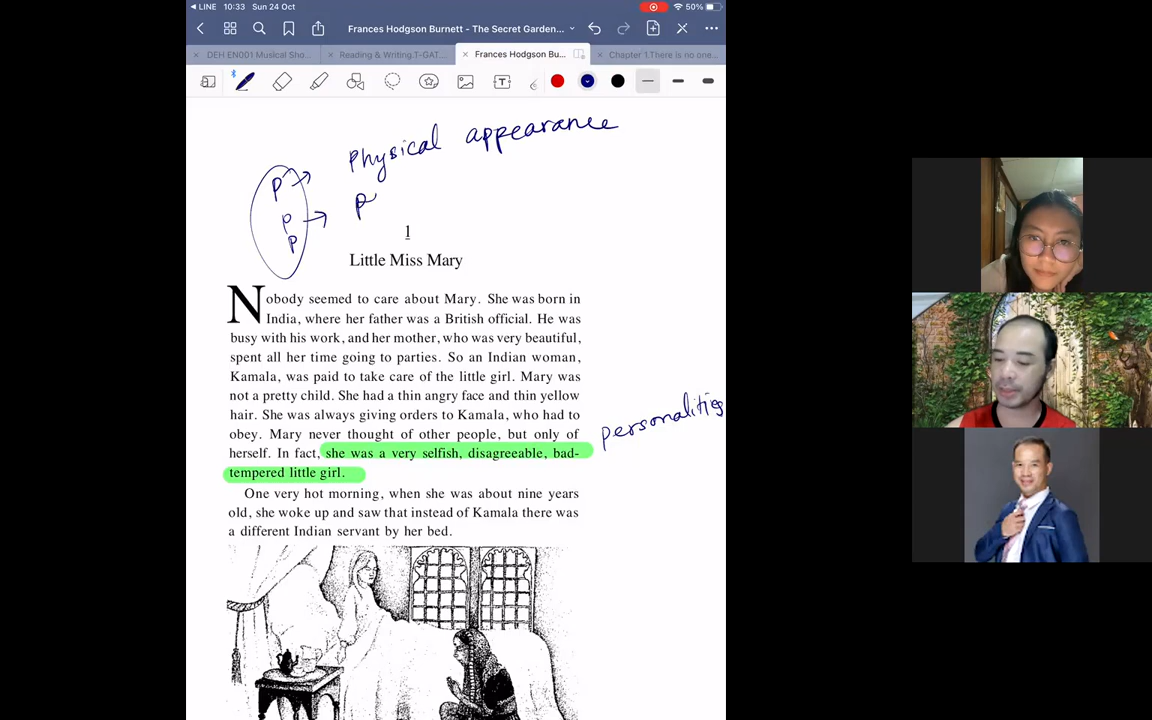 LINE 10:33 Sun 24 Oct 50%
Frances Hodgson Burnett - The Secret Garden...
DEH EN001 Musical Sho... Reading & Writing.T-GAT... Frances Hodgson Bu... Chapter 1.There is no one...
T
Physical appearance
P
P
P
P
1
Little Miss Mary
Nobody seemed to care about Mary. She was born in
India, where her father was a British official. He was
busy with his work, and her mother, who was very beautiful,
spent all her time going to parties. So an Indian woman,
Kamala, was paid to take care of the little girl. Mary was
not a pretty child. She had a thin angry face and thin yellow
hair. She was always giving orders to Kamala, who had to
obey. Mary never thought of other people, but only of
herself. In fact, she was a very selfish, disagreeable, bad-
tempered little girl.
personalities
One very hot morning, when she was about nine years
old, she woke up and saw that instead of Kamala there was
a different Indian servant by her bed.